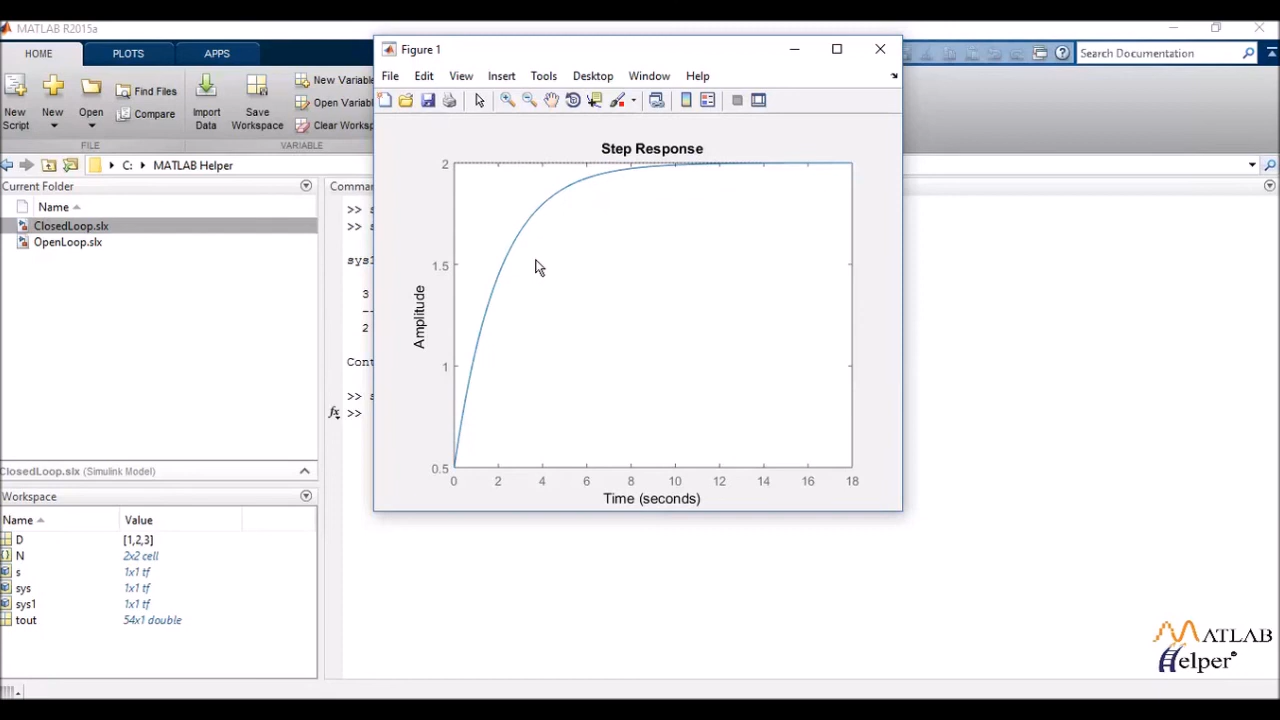 MATLAB R2015a
HOME
PLOTS
APPS
Search Documentation
New Script
New
Open
Find Files
Compare
Import Data
Save Workspace
New
Open
Clear
FILE
VARIABLE
C:
MATLAB Helper
Current Folder
Name
ClosedLoop.slx
OpenLoop.slx
ClosedLoop.slx (Simulink Model)
Workspace
Name
Value
D
[1,2,3]
N
2x2 cell
s
1x1 tf
sys
1x1 tf
sys1
1x1 tf
tout
54x1 double
>> s
>> s
sys1
3
--
2
>> s
fx >>
Figure 1
File Edit View Insert Tools Desktop Window Help
Step Response
Amplitude
2
1.5
1
0.5
0 2 4 6 8 10 12 14 16 18
Time (seconds)
MATLAB
Helper®